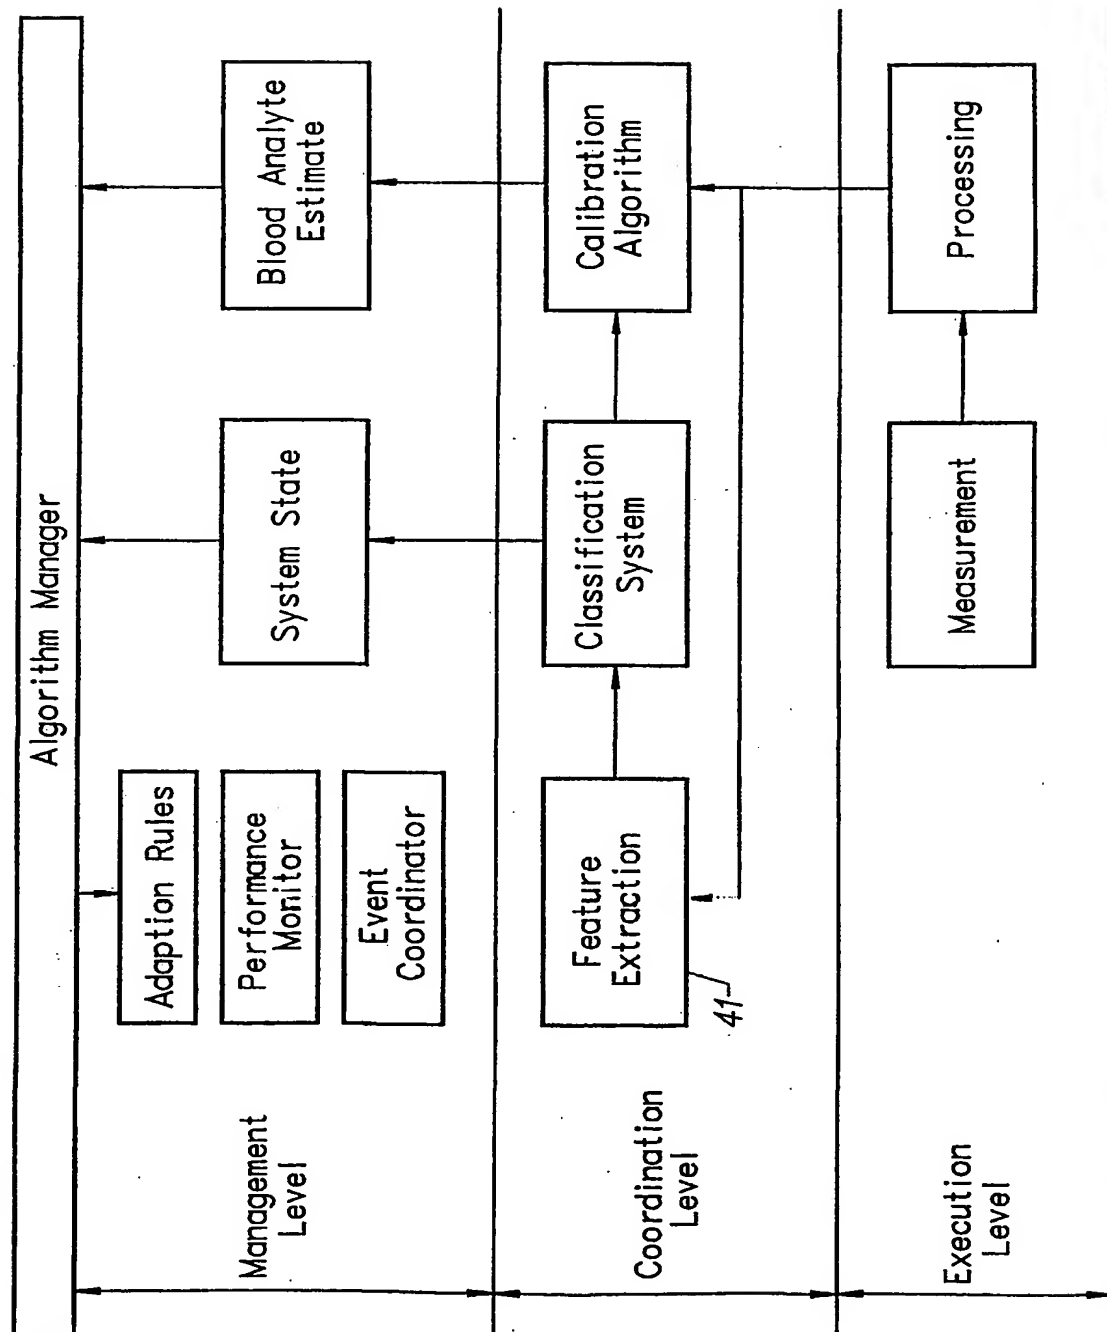 Algorithm Manager
Management
Level
Adaption Rules
Performance
Monitor
Event
Coordinator
System State
Blood Analyte
Estimate
Coordination
Level
Feature
Extraction
41
Classification
System
Calibration
Algorithm
Execution
Level
Measurement
Processing